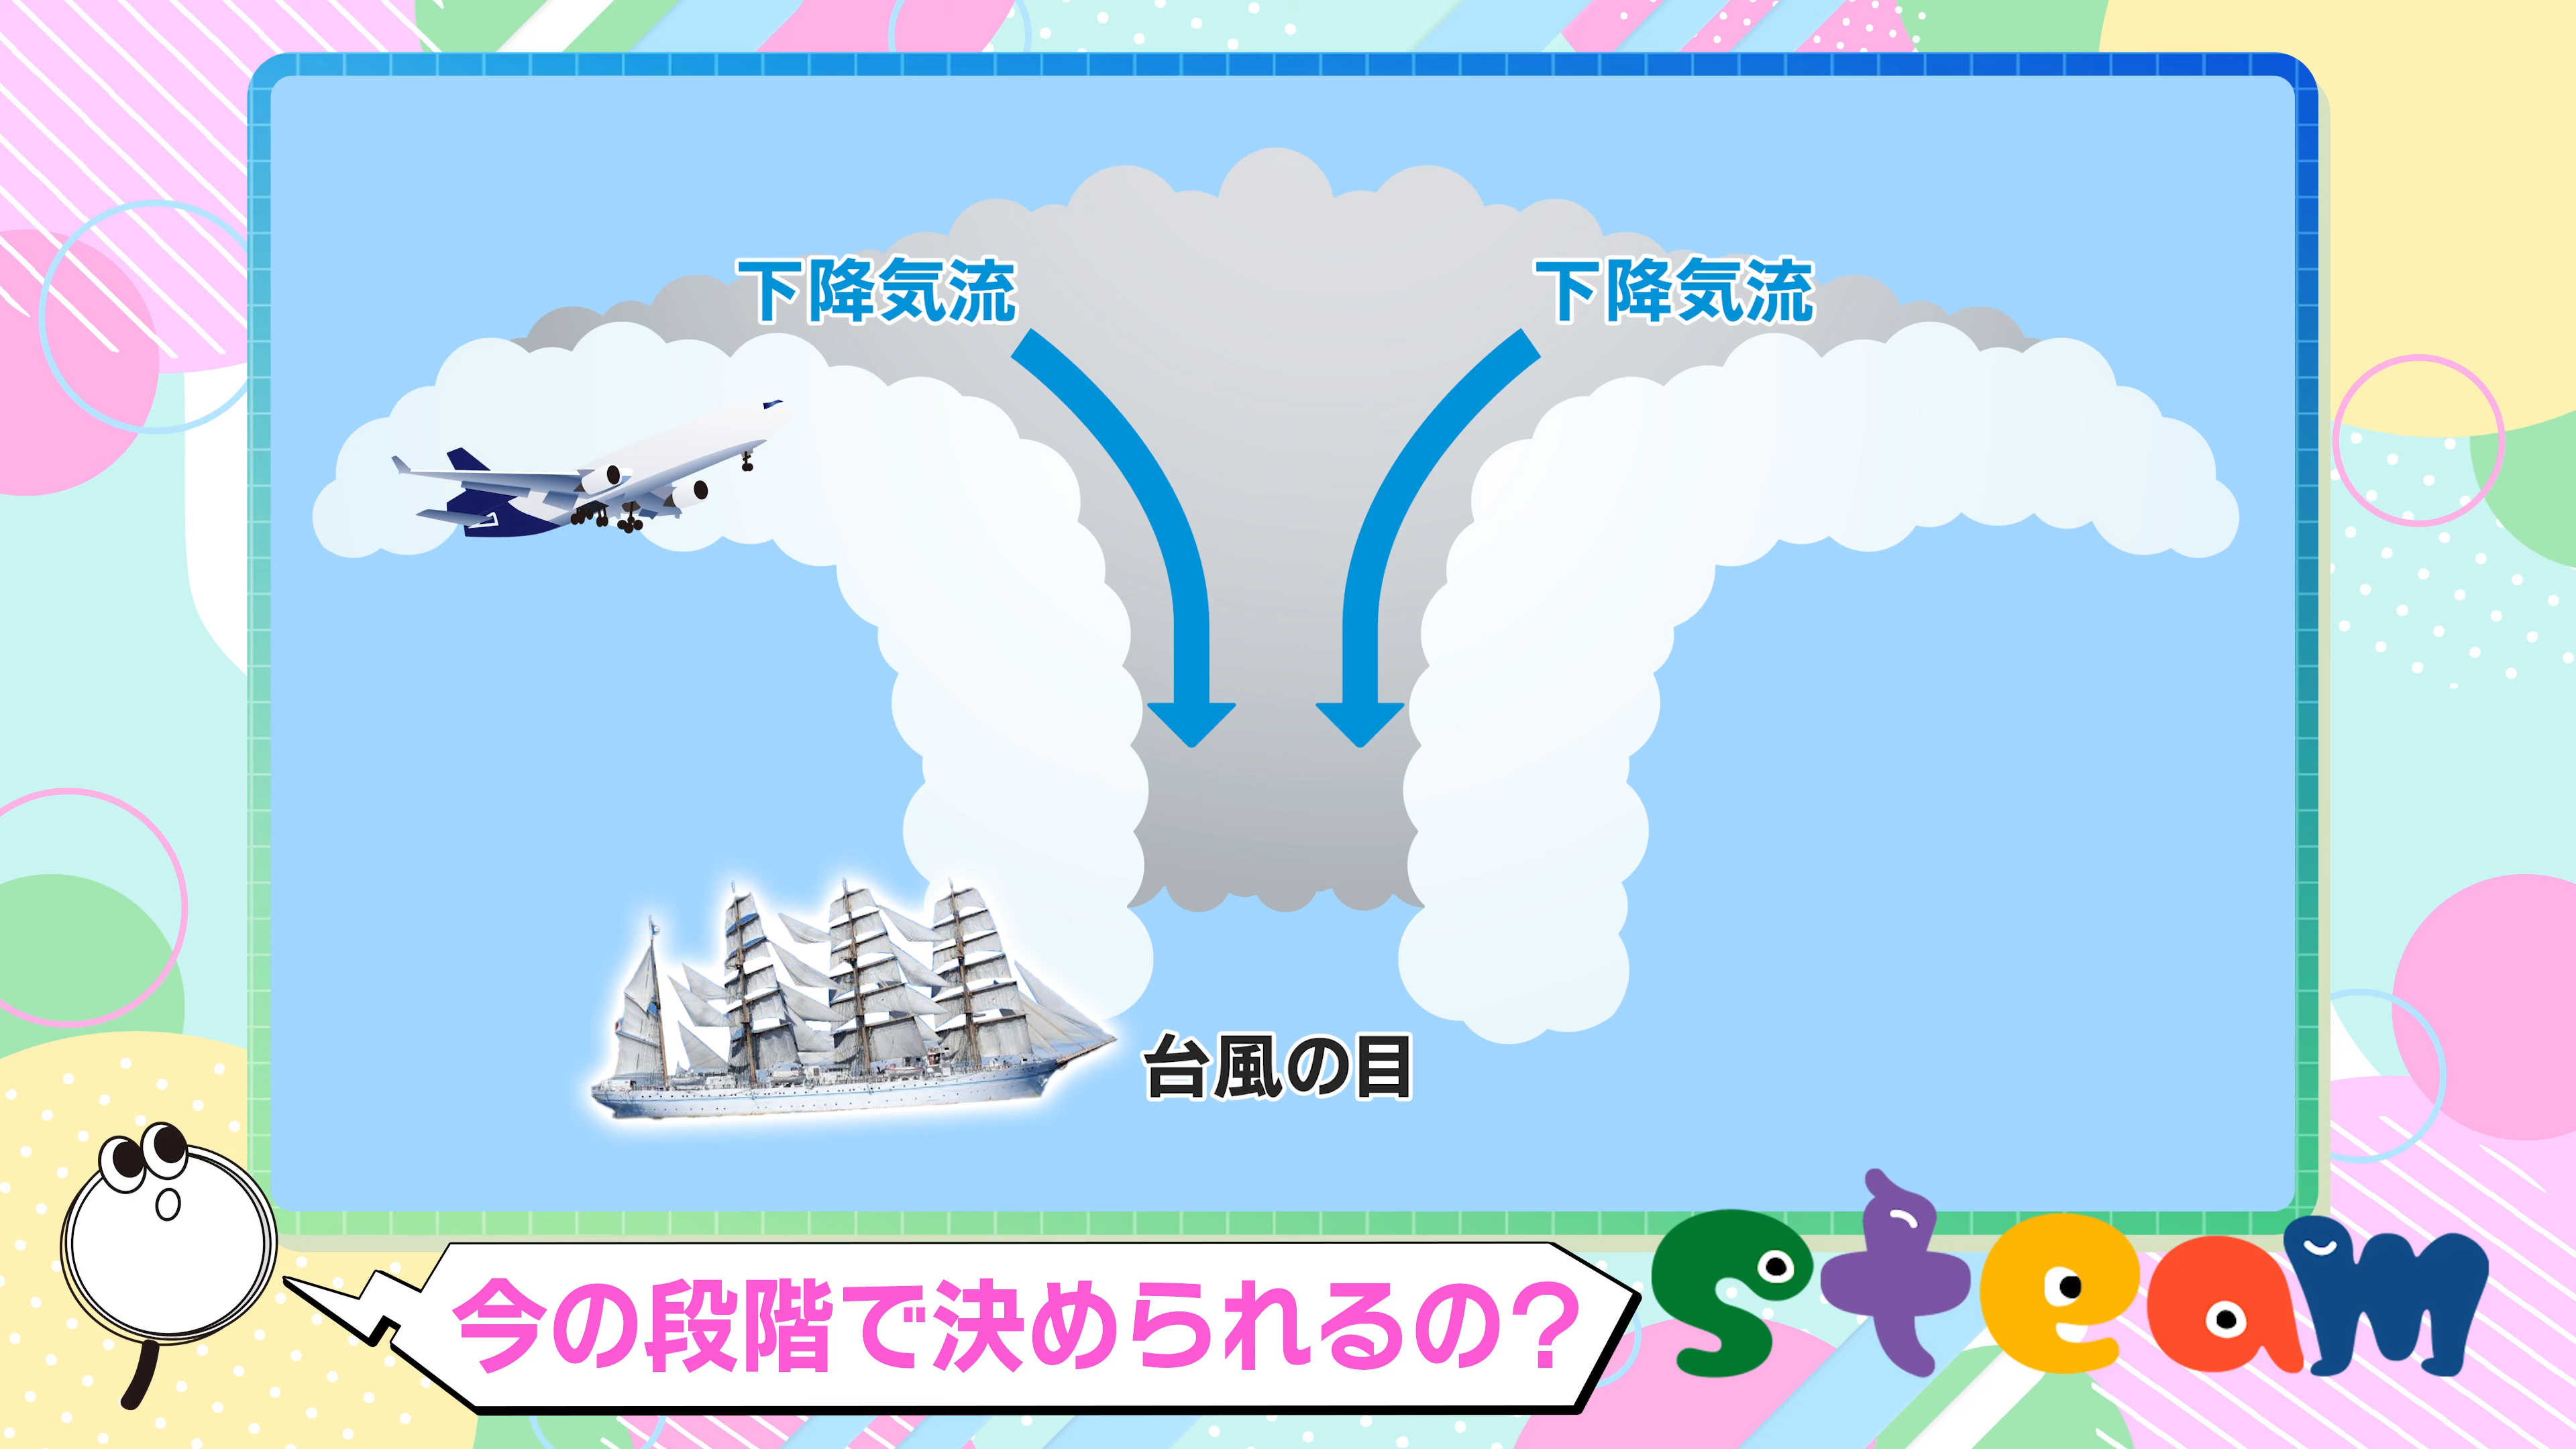 下降気流
下降気流
台風の目
今の段階で決められるの？
steam